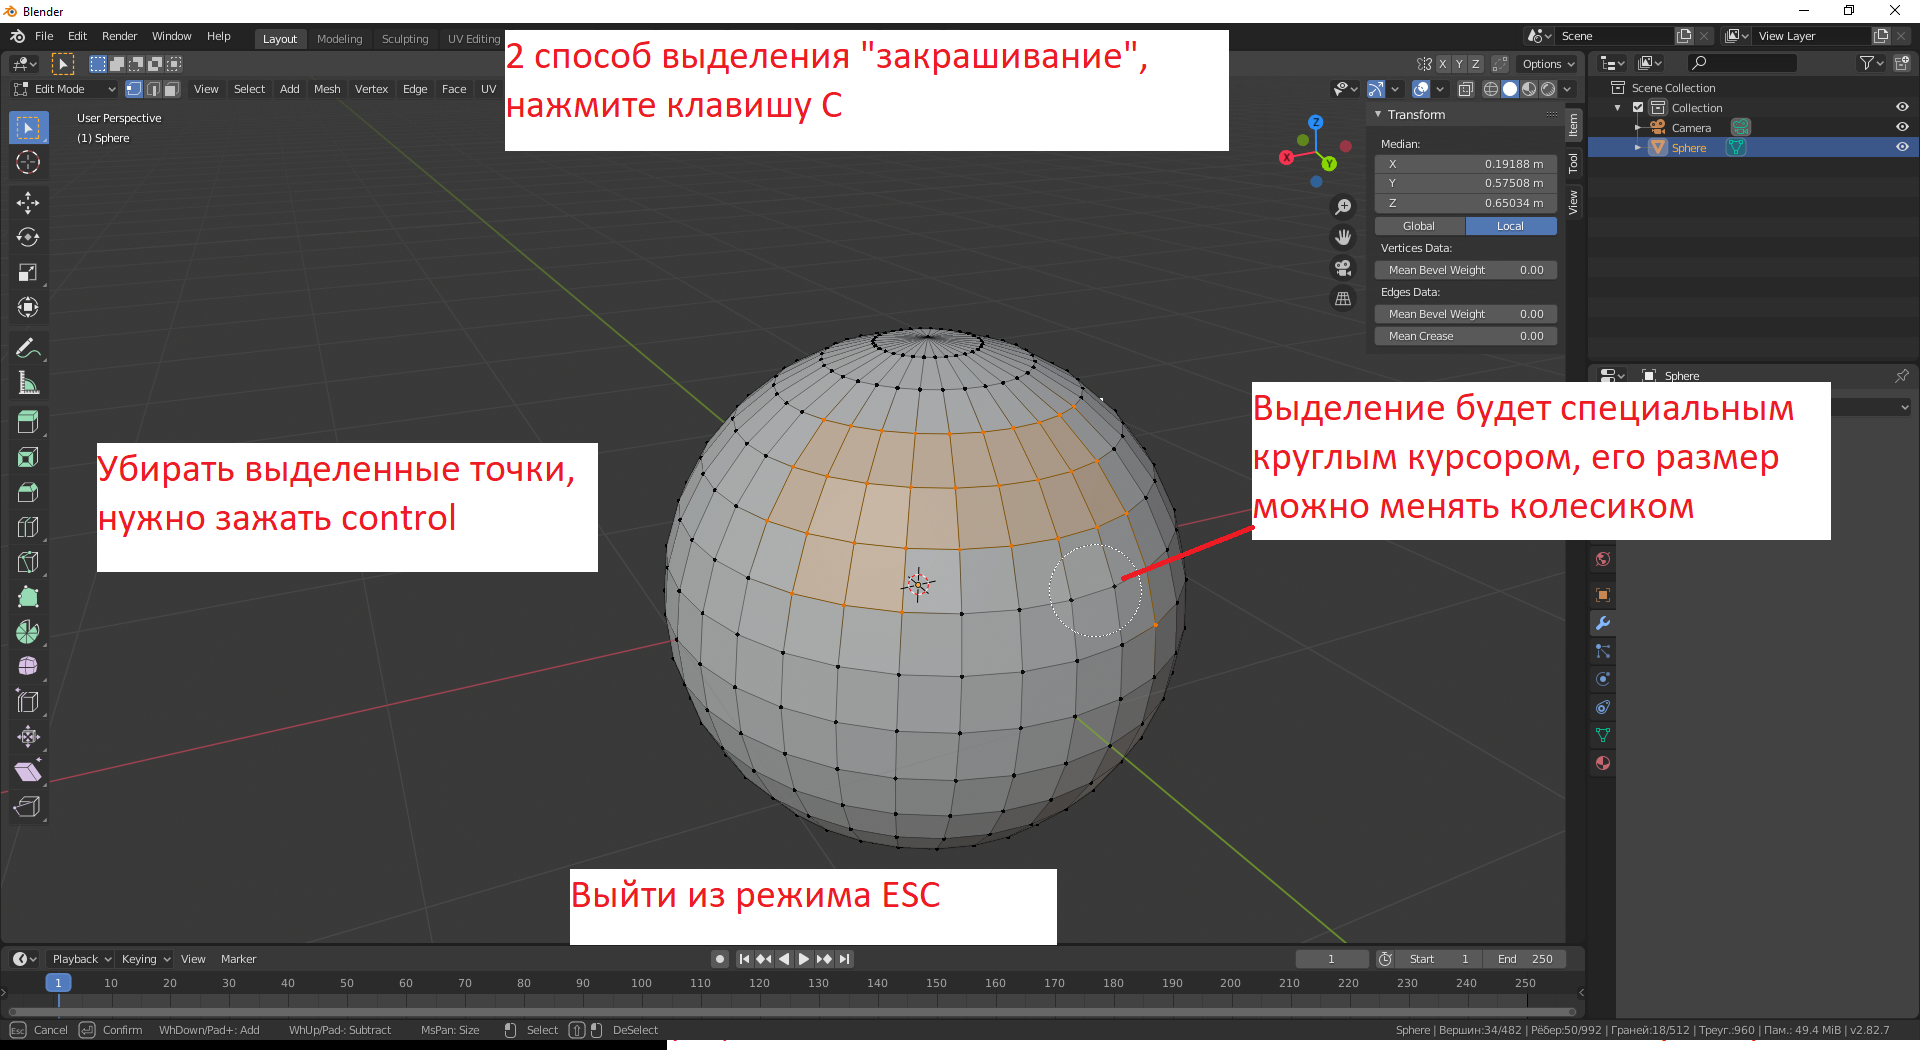 Blender
File Edit Render Window Help Layout Modeling Sculpting UV Editing Scene View Layer
2 способ выделения "закрашивание",
нажмите клавишу C
X Y Z Options
Edit Mode View Select Add Mesh Vertex Edge Face UV
User Perspective
(1) Sphere
Z
X
Y
Transform
Median:
X 0.19188 m
Y 0.57508 m
Z 0.65034 m
Global Local
Vertices Data:
Mean Bevel Weight 0.00
Edges Data:
Mean Bevel Weight 0.00
Mean Crease 0.00
Item
Tool
View
Scene Collection
Collection
Camera
Sphere
Sphere
Выделение будет специальным
круглым курсором, его размер
можно менять колесиком
Убирать выделенные точки,
нужно зажать control
Выйти из режима ESC
Playback Keying View Marker 1 Start 1 End 250
1 10 20 30 40 50 60 70 80 90 100 110 120 130 140 150 160 170 180 190 200 210 220 230 240 250
Esc Cancel Confirm WhDown/Pad+: Add WhUp/Pad-: Subtract MsPan: Size Select DeSelect Sphere | Вершин:34/482 | Рёбер:50/992 | Граней:18/512 | Треуг.:960 | Пам.: 49.4 MiB | v2.82.7